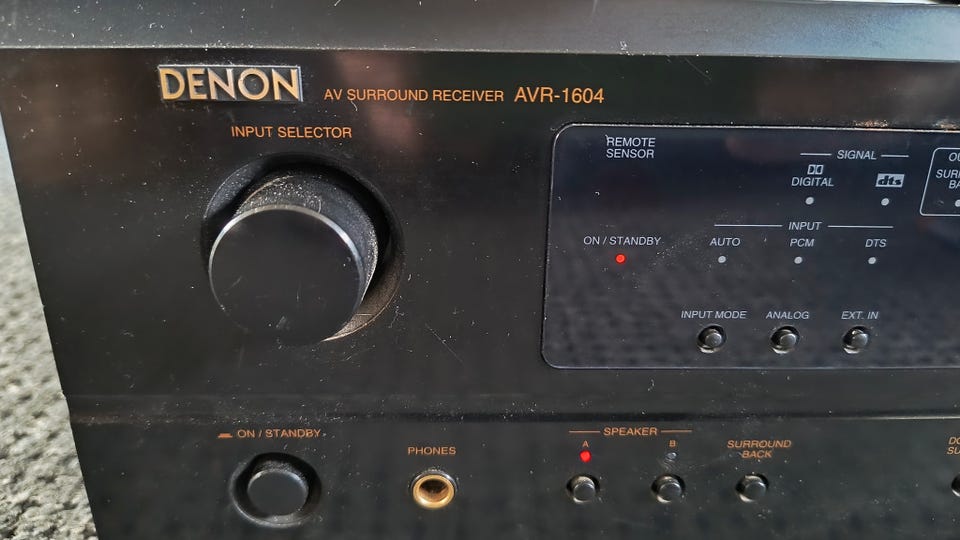 DENON AV SURROUND RECEIVER AVR-1604
INPUT SELECTOR
REMOTE
SENSOR
SIGNAL
DIGITAL
dts
INPUT
ON / STANDBY
AUTO
PCM
DTS
INPUT MODE
ANALOG
EXT. IN
ON / STANDBY
PHONES
SPEAKER
A
B
SURROUND
BACK